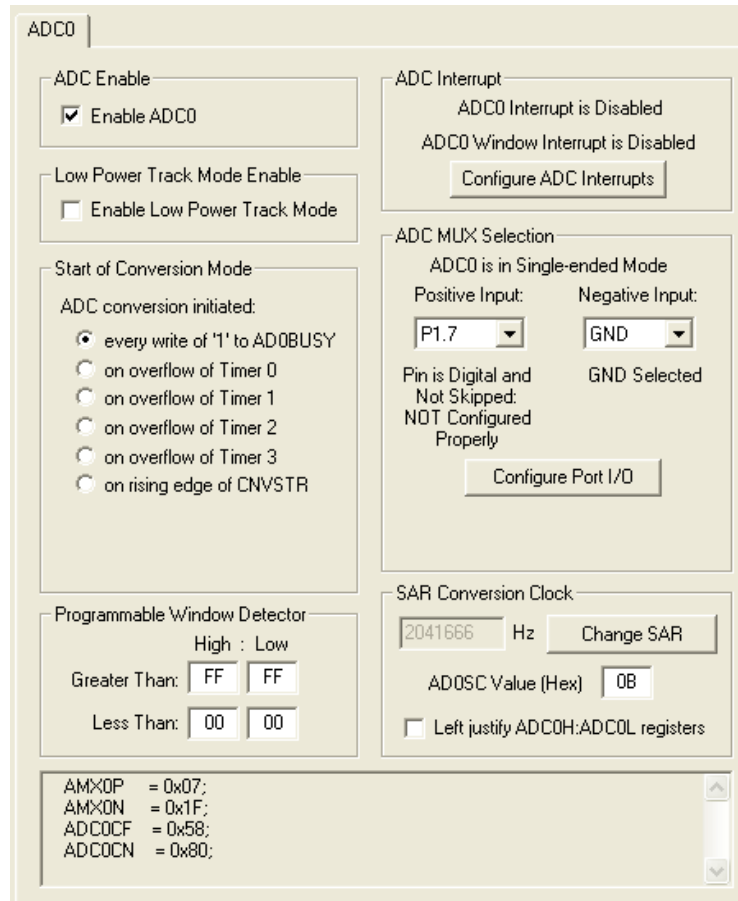 ADC0
ADC Enable
Enable ADC0
Low Power Track Mode Enable
Enable Low Power Track Mode
Start of Conversion Mode
ADC conversion initiated:
every write of '1' to AD0BUSY
on overflow of Timer 0
on overflow of Timer 1
on overflow of Timer 2
on overflow of Timer 3
on rising edge of CNVSTR
Programmable Window Detector
High : Low
Greater Than: FF FF
Less Than: 00 00
ADC Interrupt
ADC0 Interrupt is Disabled
ADC0 Window Interrupt is Disabled
Configure ADC Interrupts
ADC MUX Selection
ADC0 is in Single-ended Mode
Positive Input: Negative Input:
P1.7 GND
Pin is Digital and GND Selected
Not Skipped:
NOT Configured
Properly
Configure Port I/O
SAR Conversion Clock
2041666 Hz Change SAR
AD0SC Value (Hex) 0B
Left justify ADC0H:ADC0L registers
AMX0P = 0x07;
AMX0N = 0x1F;
ADC0CF = 0x58;
ADC0CN = 0x80;